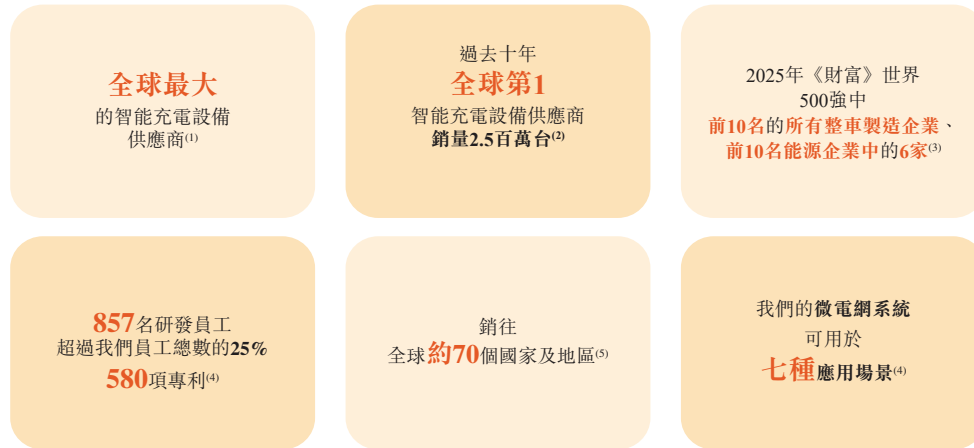 全球最大
的智能充電設備
供應商(1)
過去十年
全球第1
智能充電設備供應商
銷量2.5百萬台(2)
2025年《財富》世界
500強中
前10名的所有整車製造企業、
前10名能源企業中的6家(3)
857名研發員工
超過我們員工總數的25%
580項專利(4)
銷往
全球約70個國家及地區(5)
我們的微電網系統
可用於
七種應用場景(4)